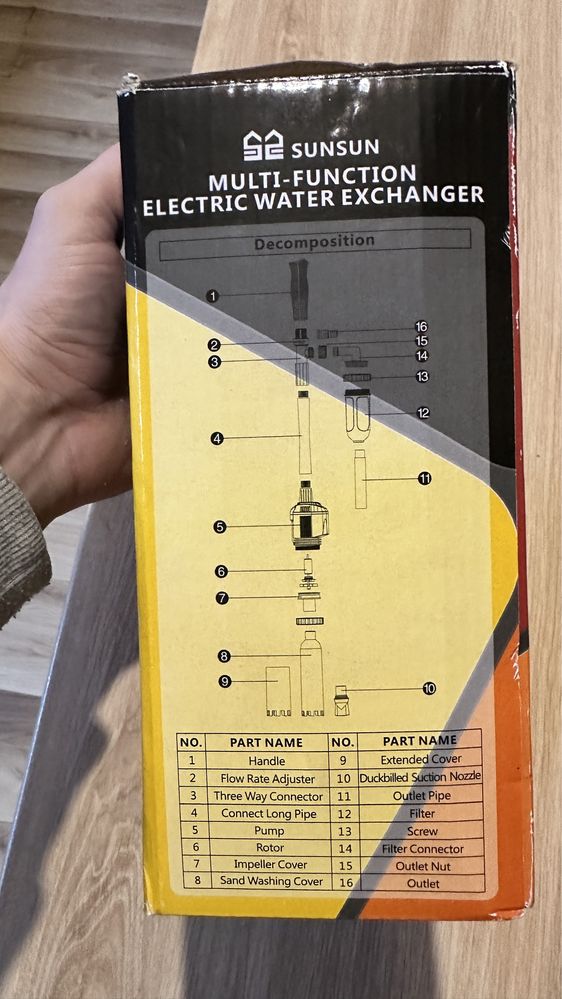 SUNSUN
MULTI-FUNCTION
ELECTRIC WATER EXCHANGER
Decomposition
1
16
2
15
3
14
13
12
4
11
5
6
7
8
9
10
NO. PART NAME NO. PART NAME
1 Handle 9 Extended Cover
2 Flow Rate Adjuster 10 Duckbilled Suction Nozzle
3 Three Way Connector 11 Outlet Pipe
4 Connect Long Pipe 12 Filter
5 Pump 13 Screw
6 Rotor 14 Filter Connector
7 Impeller Cover 15 Outlet Nut
8 Sand Washing Cover 16 Outlet